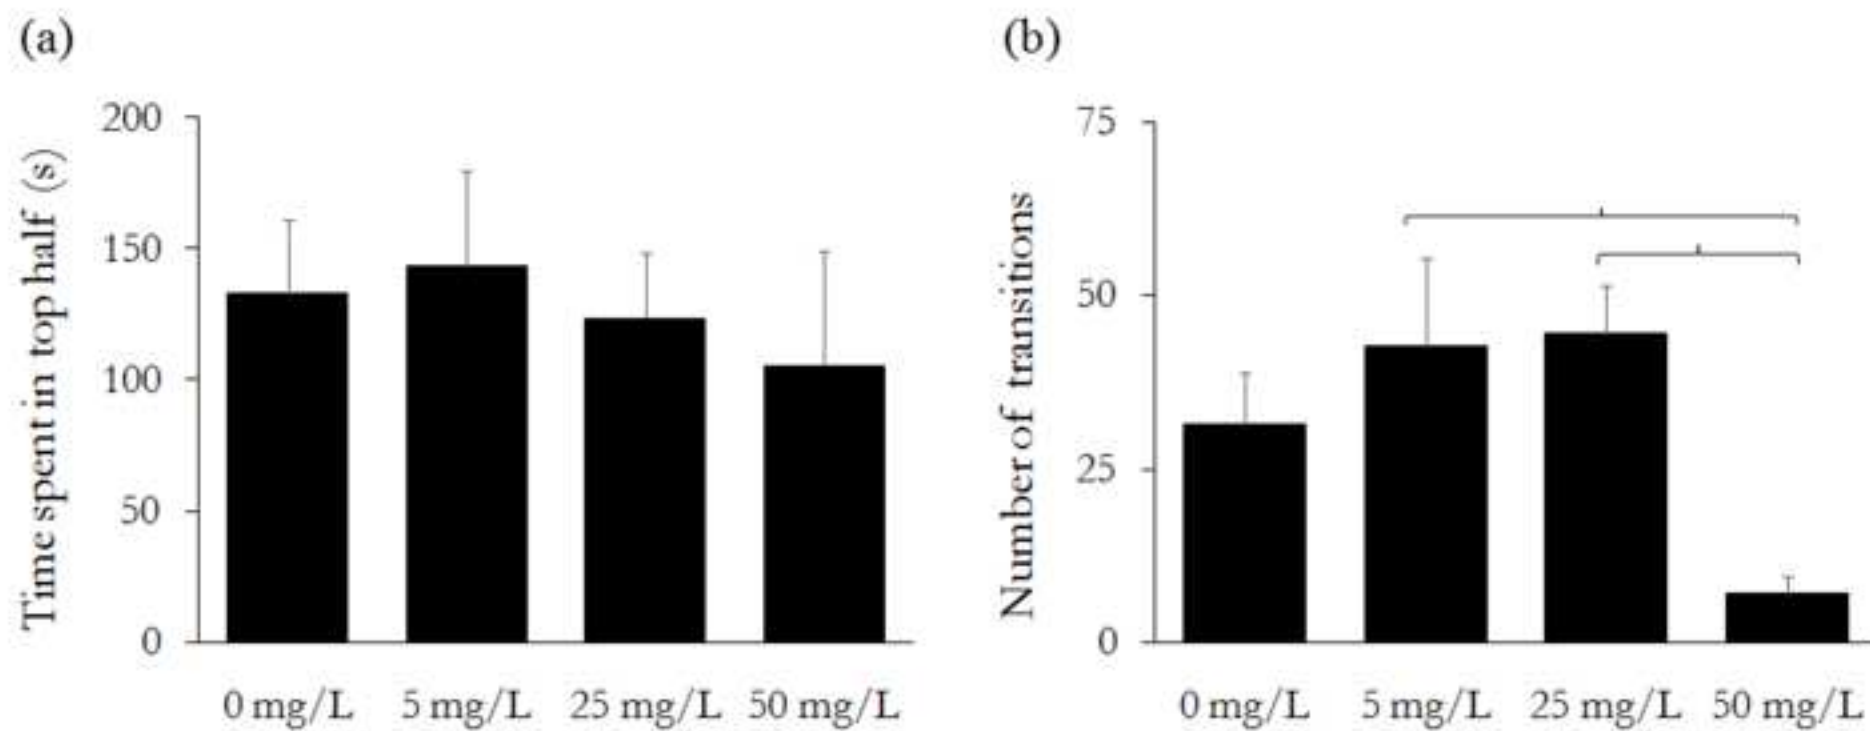 (a)
Time spent in top half (s)
200
150
100
50
0
0 mg/L 5 mg/L 25 mg/L 50 mg/L
(b)
Number of transitions
75
50
25
0
0 mg/L 5 mg/L 25 mg/L 50 mg/L